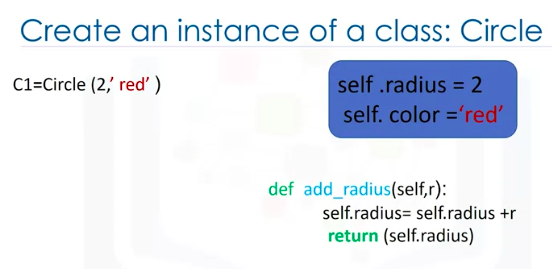 Create an instance of a class: Circle
C1=Circle (2,’ red’ )
self .radius = 2
self. color =‘red’
def add_radius(self,r):
self.radius= self.radius +r
return (self.radius)